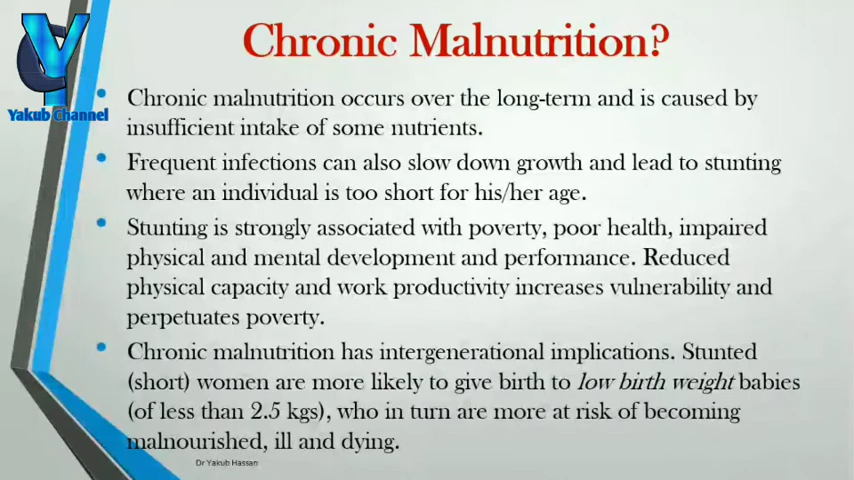 Chronic Malnutrition?
Yakub Channel
• Chronic malnutrition occurs over the long-term and is caused by
insufficient intake of some nutrients.
• Frequent infections can also slow down growth and lead to stunting
where an individual is too short for his/her age.
• Stunting is strongly associated with poverty, poor health, impaired
physical and mental development and performance. Reduced
physical capacity and work productivity increases vulnerability and
perpetuates poverty.
• Chronic malnutrition has intergenerational implications. Stunted
(short) women are more likely to give birth to low birth weight babies
(of less than 2.5 kgs), who in turn are more at risk of becoming
malnourished, ill and dying.
Dr Yakub Hassan